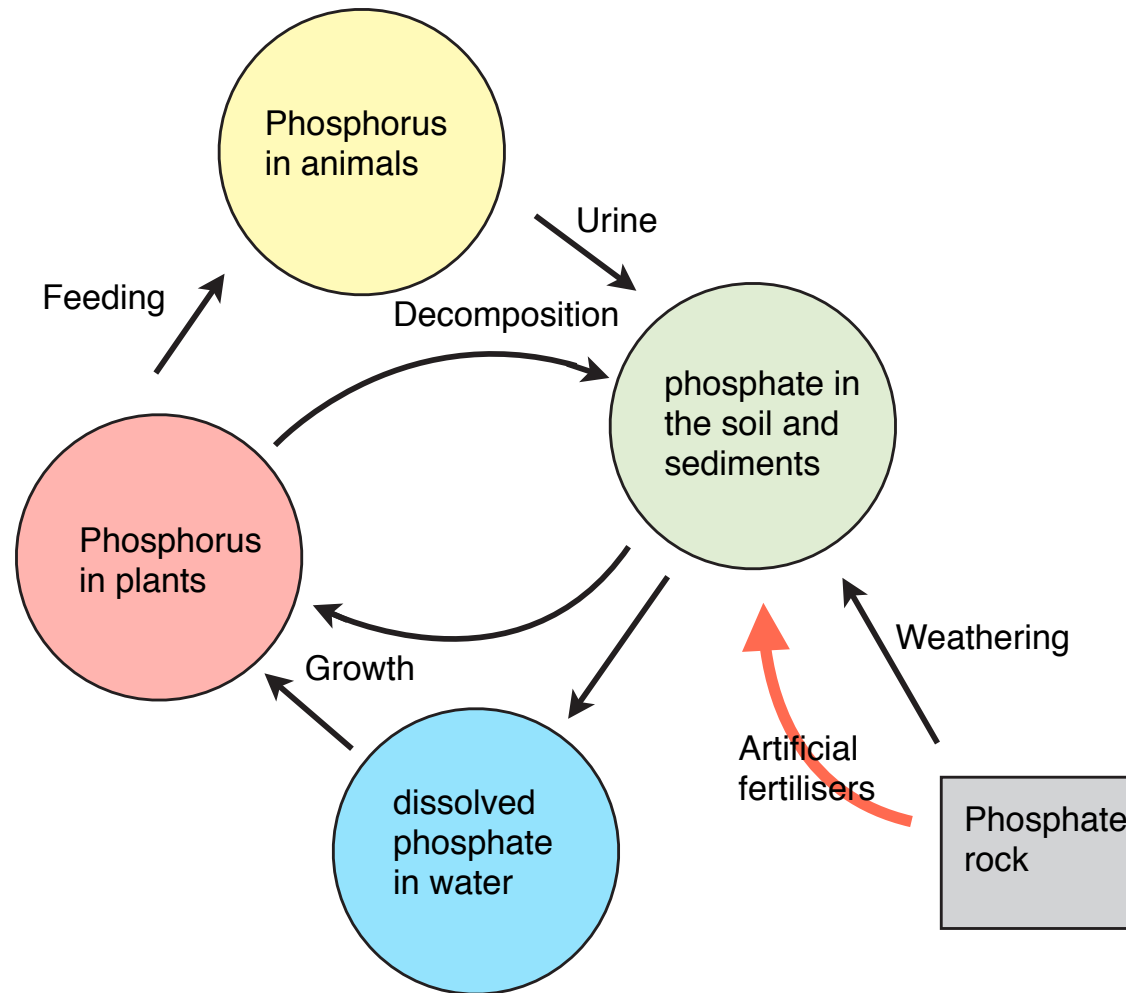 Phosphorus
in animals
Urine
Feeding
Decomposition
phosphate in
the soil and
sediments
Phosphorus
in plants
Growth
Weathering
Artificial
fertilisers
dissolved
phosphate
in water
Phosphate
rock